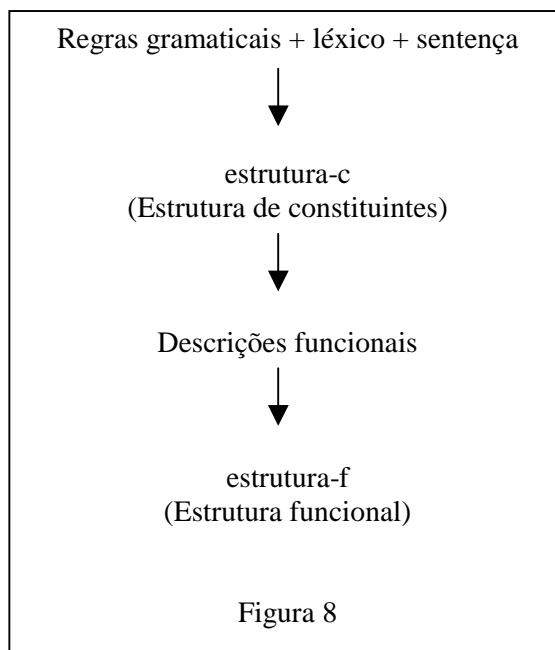 Regras gramaticais + léxico + sentença
estrutura-c
(Estrutura de constituintes)
Descrições funcionais
estrutura-f
(Estrutura funcional)
Figura 8